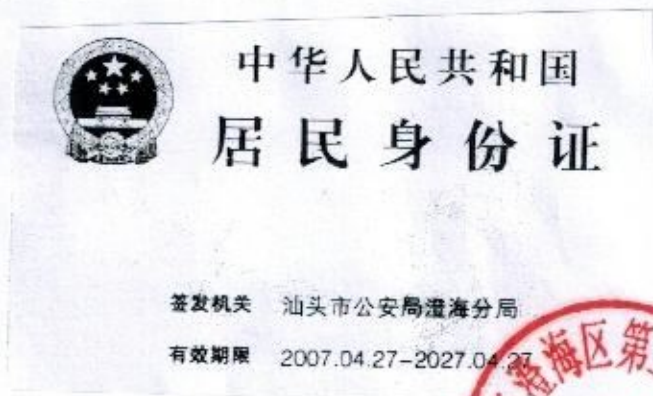 中华人民共和国
居民身份证
签发机关 汕头市公安局澄海分局
有效期限 2007.04.27-2027.04.27
澄海区第